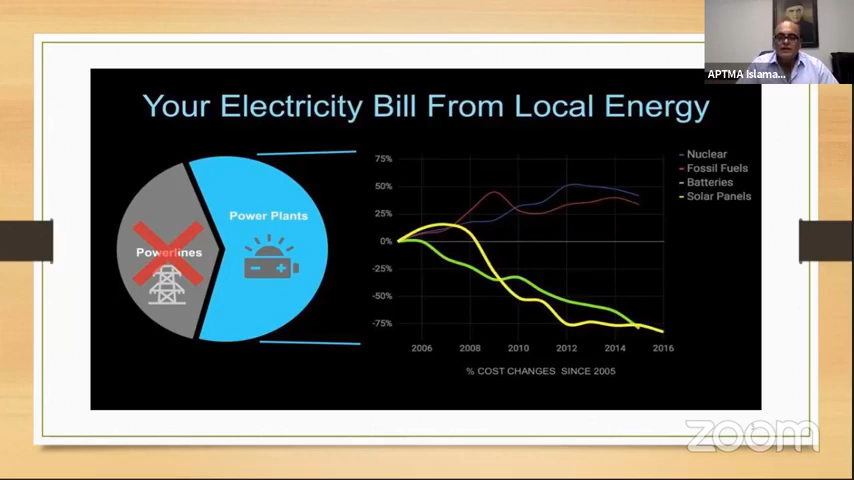 APTMA Islama...
Your Electricity Bill From Local Energy
Powerlines
Power Plants
75%
50%
25%
0%
-25%
-50%
-75%
2006
2008
2010
2012
2014
2016
% COST CHANGES SINCE 2005
Nuclear
Fossil Fuels
Batteries
Solar Panels
zoom